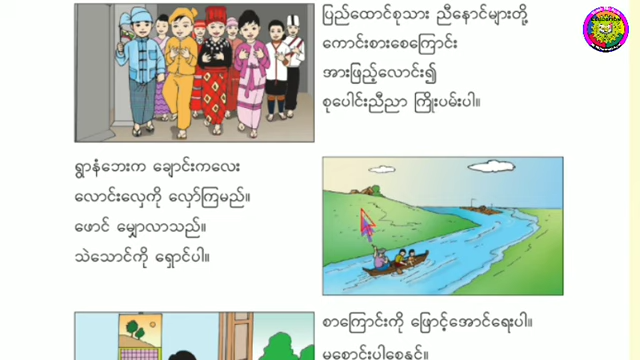 ပြည်ထောင်စုသား ညီနောင်များတို့
ကောင်းစားစေကြောင်း
အားဖြည့်လောင်း၍
စုပေါင်းညီညာ ကြိုးပမ်းပါ။
ရွာနံဘေးက ချောင်းကလေး
လောင်းလှေကို လှော်ကြမည်။
ဖောင် မျှောလာသည်။
သဲသောင်ကို ရှောင်ပါ။
စာကြောင်းကို ဖြောင့်အောင်ရေးပါ။
မစောင်းပါစေနှင့်။